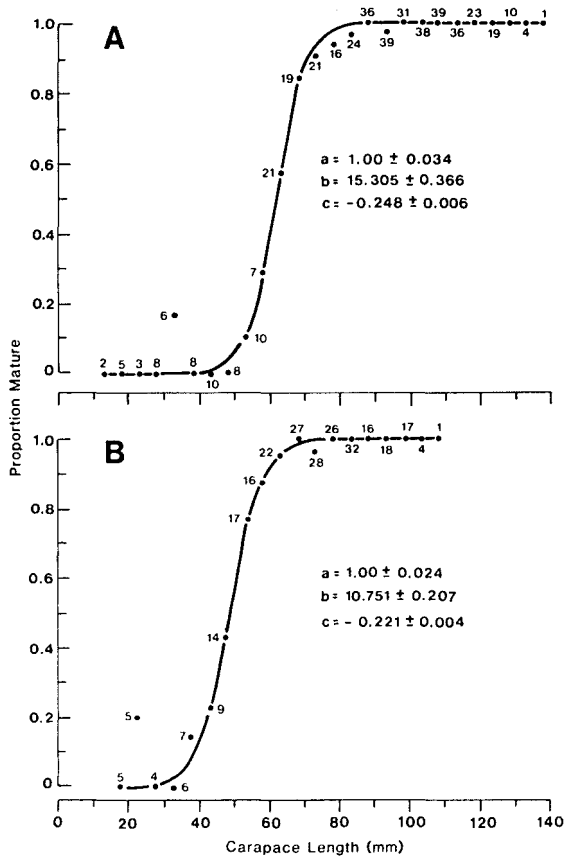 A
1.0
0.8
0.6
0.4
0.2
0
2 5 3 8 6 8 10 8 10 7 21 19 21 16 24 36 39 31 38 39 36 23 19 10 4 1
a = 1.00 ± 0.034
b = 15.305 ± 0.366
c = -0.248 ± 0.006
Proportion Mature
B
1.0
0.8
0.6
0.4
0.2
0
5 5 4 6 7 9 14 17 16 22 27 28 26 32 16 18 17 4 1
a = 1.00 ± 0.024
b = 10.751 ± 0.207
c = - 0.221 ± 0.004
0 20 40 60 80 100 120 140
Carapace Length (mm)